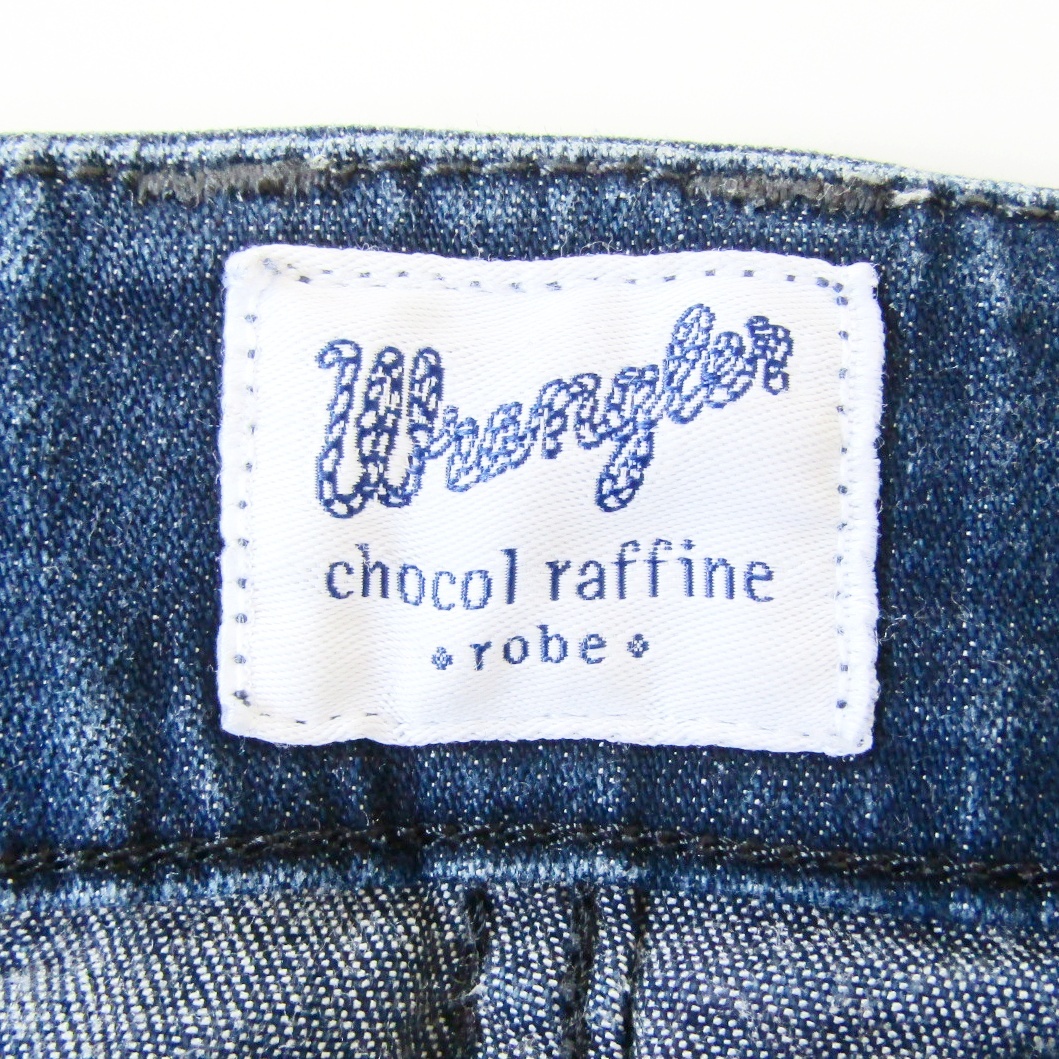 Wrangler
chocol raffine
robe